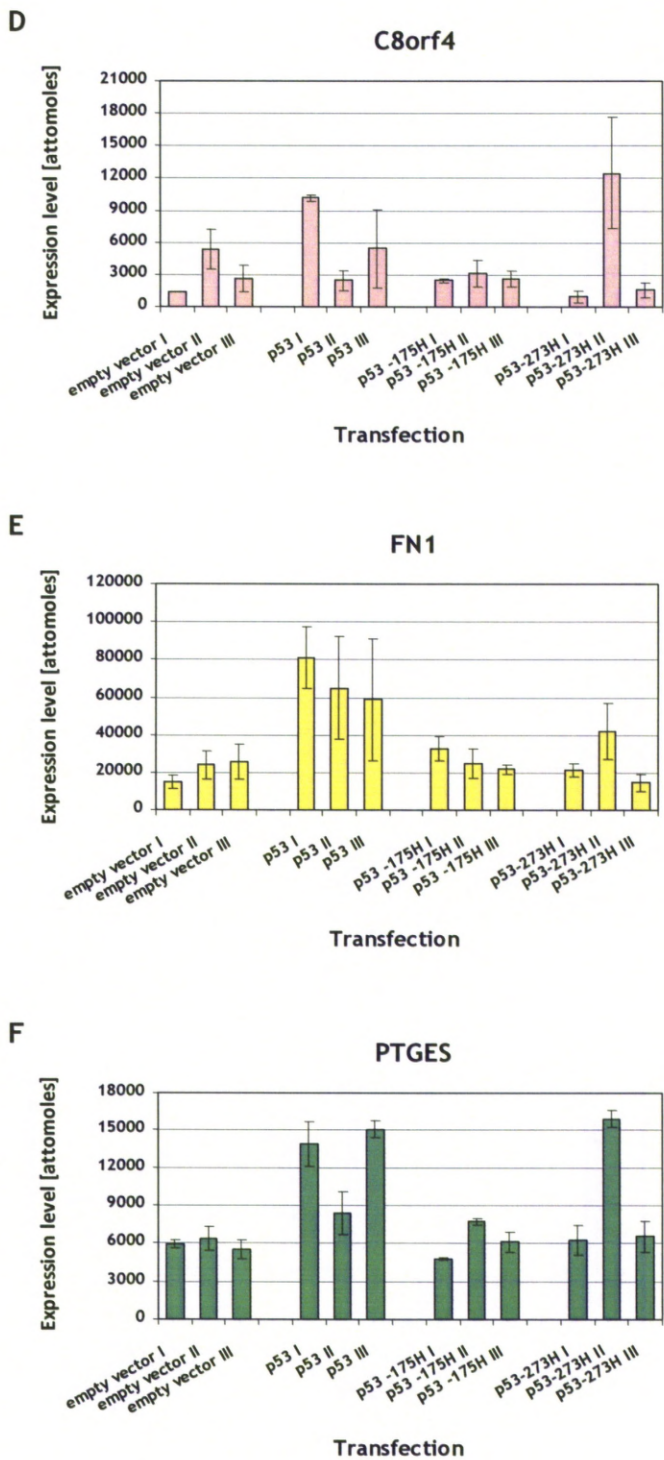 D
C8orf4
Expression level [attomoles]
21000
18000
15000
12000
9000
6000
3000
0
empty vector I
empty vector II
empty vector III
p53 I
p53 II
p53 III
p53 -175H I
p53 -175H II
p53 -175H III
p53-273H I
p53-273H II
p53-273H III
Transfection
E
FN1
Expression level [attomoles]
120000
100000
80000
60000
40000
20000
0
empty vector I
empty vector II
empty vector III
p53 I
p53 II
p53 III
p53 -175H I
p53 -175H II
p53 -175H III
p53-273H I
p53-273H II
p53-273H III
Transfection
F
PTGES
Expression level [attomoles]
18000
15000
12000
9000
6000
3000
0
empty vector I
empty vector II
empty vector III
p53 I
p53 II
p53 III
p53 -175H I
p53 -175H II
p53 -175H III
p53-273H I
p53-273H II
p53-273H III
Transfection